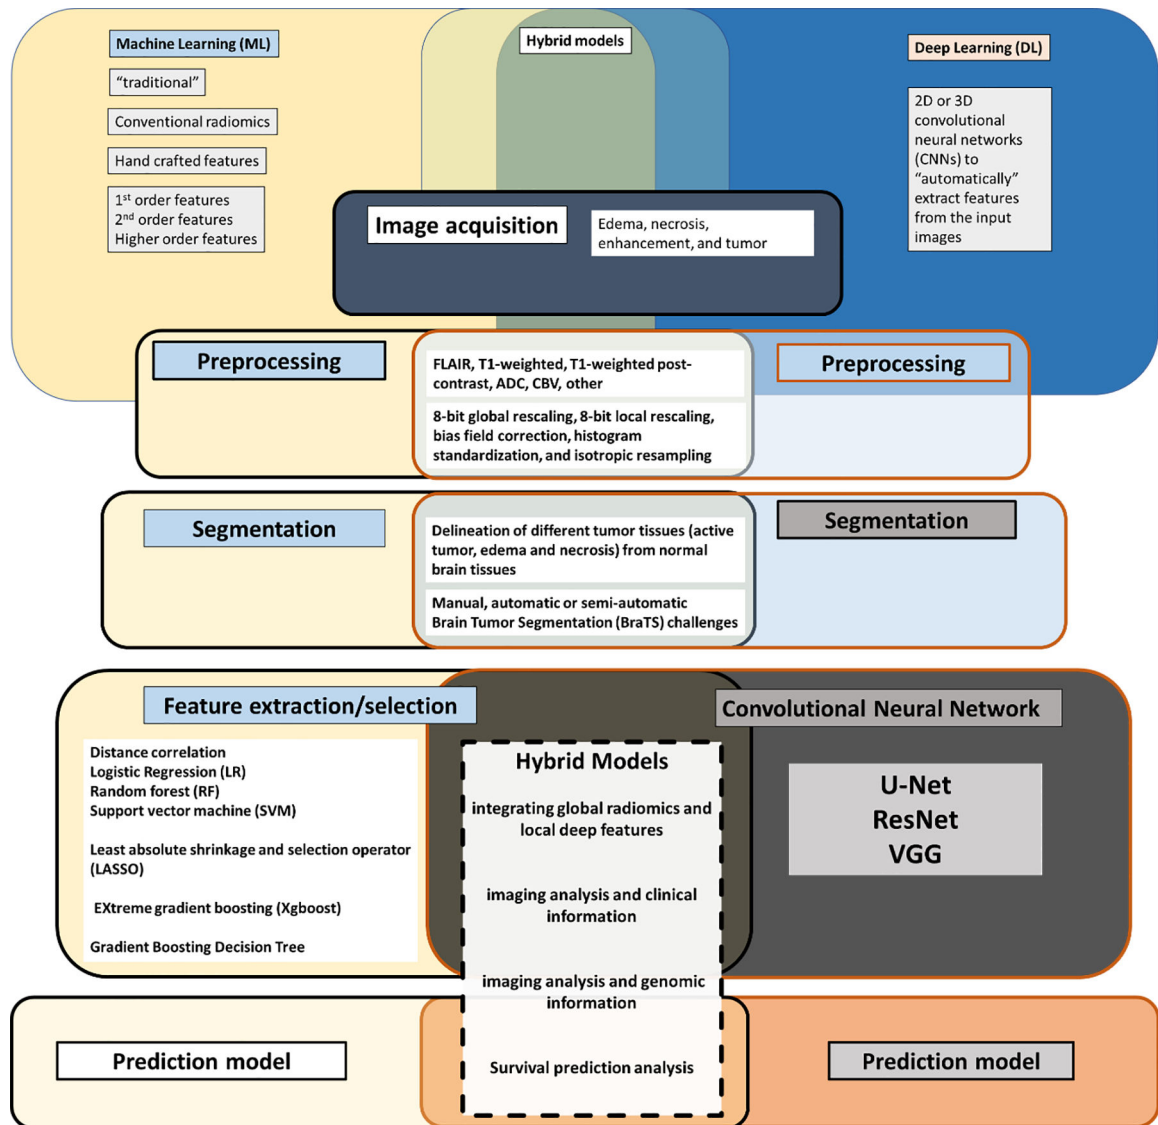 Machine Learning (ML)
"traditional"
Conventional radiomics
Hand crafted features
1st order features
2nd order features
Higher order features
Hybrid models
Deep Learning (DL)
2D or 3D
convolutional
neural networks
(CNNs) to
"automatically"
extract features
from the input
images
Image acquisition
Edema, necrosis,
enhancement, and tumor
Preprocessing
FLAIR, T1-weighted, T1-weighted post-
contrast, ADC, CBV, other
8-bit global rescaling, 8-bit local rescaling,
bias field correction, histogram
standardization, and isotropic resampling
Preprocessing
Segmentation
Delineation of different tumor tissues (active
tumor, edema and necrosis) from normal
brain tissues
Manual, automatic or semi-automatic
Brain Tumor Segmentation (BraTS) challenges
Segmentation
Feature extraction/selection
Distance correlation
Logistic Regression (LR)
Random forest (RF)
Support vector machine (SVM)
Least absolute shrinkage and selection operator
(LASSO)
EXtreme gradient boosting (Xgboost)
Gradient Boosting Decision Tree
Hybrid Models
integrating global radiomics and
local deep features
imaging analysis and clinical
information
imaging analysis and genomic
information
Survival prediction analysis
Convolutional Neural Network
U-Net
ResNet
VGG
Prediction model
Prediction model